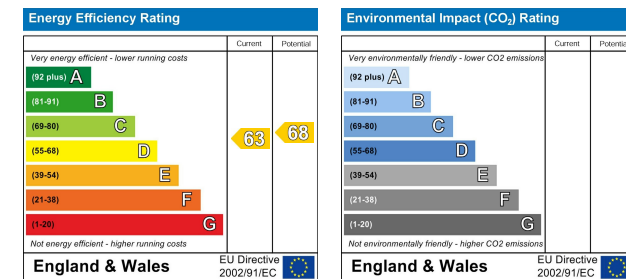 Energy Efficiency Rating
Current Potential
Very energy efficient - lower running costs
(92 plus) A
(81-91) B
(69-80) C
(55-68) D
(39-54) E
(21-38) F
(1-20) G
63 68
Not energy efficient - higher running costs
England & Wales
EU Directive
2002/91/EC
Environmental Impact (CO₂) Rating
Current Potential
Very environmentally friendly - lower CO2 emissions
(92 plus) A
(81-91) B
(69-80) C
(55-68) D
(39-54) E
(21-38) F
(1-20) G
Not environmentally friendly - higher CO2 emissions
England & Wales
EU Directive
2002/91/EC